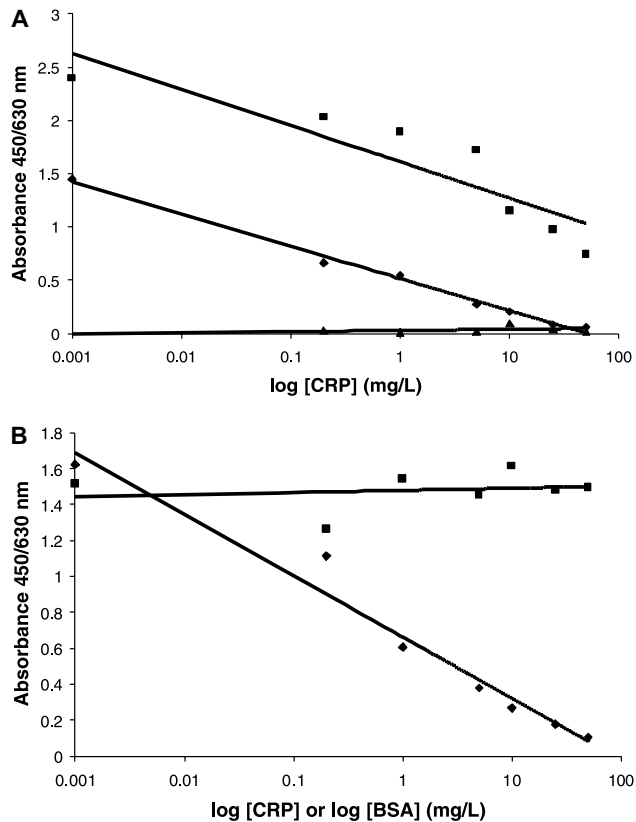 A
3
2.5
2
1.5
1
0.5
0
Absorbance 450/630 nm
0.001 0.01 0.1 1 10 100
log [CRP] (mg/L)
B
1.8
1.6
1.4
1.2
1
0.8
0.6
0.4
0.2
0
Absorbance 450/630 nm
0.001 0.01 0.1 1 10 100
log [CRP] or log [BSA] (mg/L)